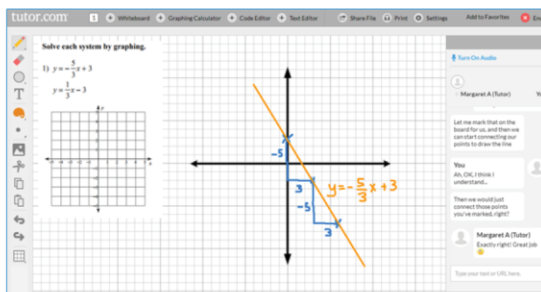 tutor.com
1 Whiteboard Graphing Calculator Code Editor Text Editor Share File Print Settings Add to Favorites
Solve each system by graphing.
1) y = -5/3x + 3
y = 1/3x - 3
-5
3
-5
3
y = -5/3x + 3
Turn On Audio
Margaret A (Tutor)
Let me mark that on the
board for us, and then we
can start connecting our
points to draw the line
You
Ah, OK, I think I
understand...
Then we would just
connect those points
you've marked, right?
Margaret A (Tutor)
Exactly right! Great job
Type your text or URL here.